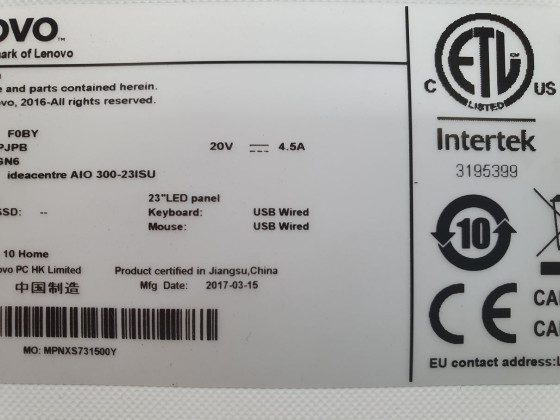 OVO™
mark of Lenovo
e and parts contained herein.
ovo, 2016-All rights reserved.
F0BY
PJPB
20V 4.5A
GN6
ideacentre AIO 300-23ISU
23"LED panel
SSD: --
Keyboard: USB Wired
Mouse: USB Wired
10 Home
ovo PC HK Limited
Product certified in Jiangsu,China
中国制造
Mfg Date: 2017-03-15
MO: MPNXS731500Y
ETL
C US
LISTED
Intertek
3195399
10
CE
CA
CA
EU contact address:L